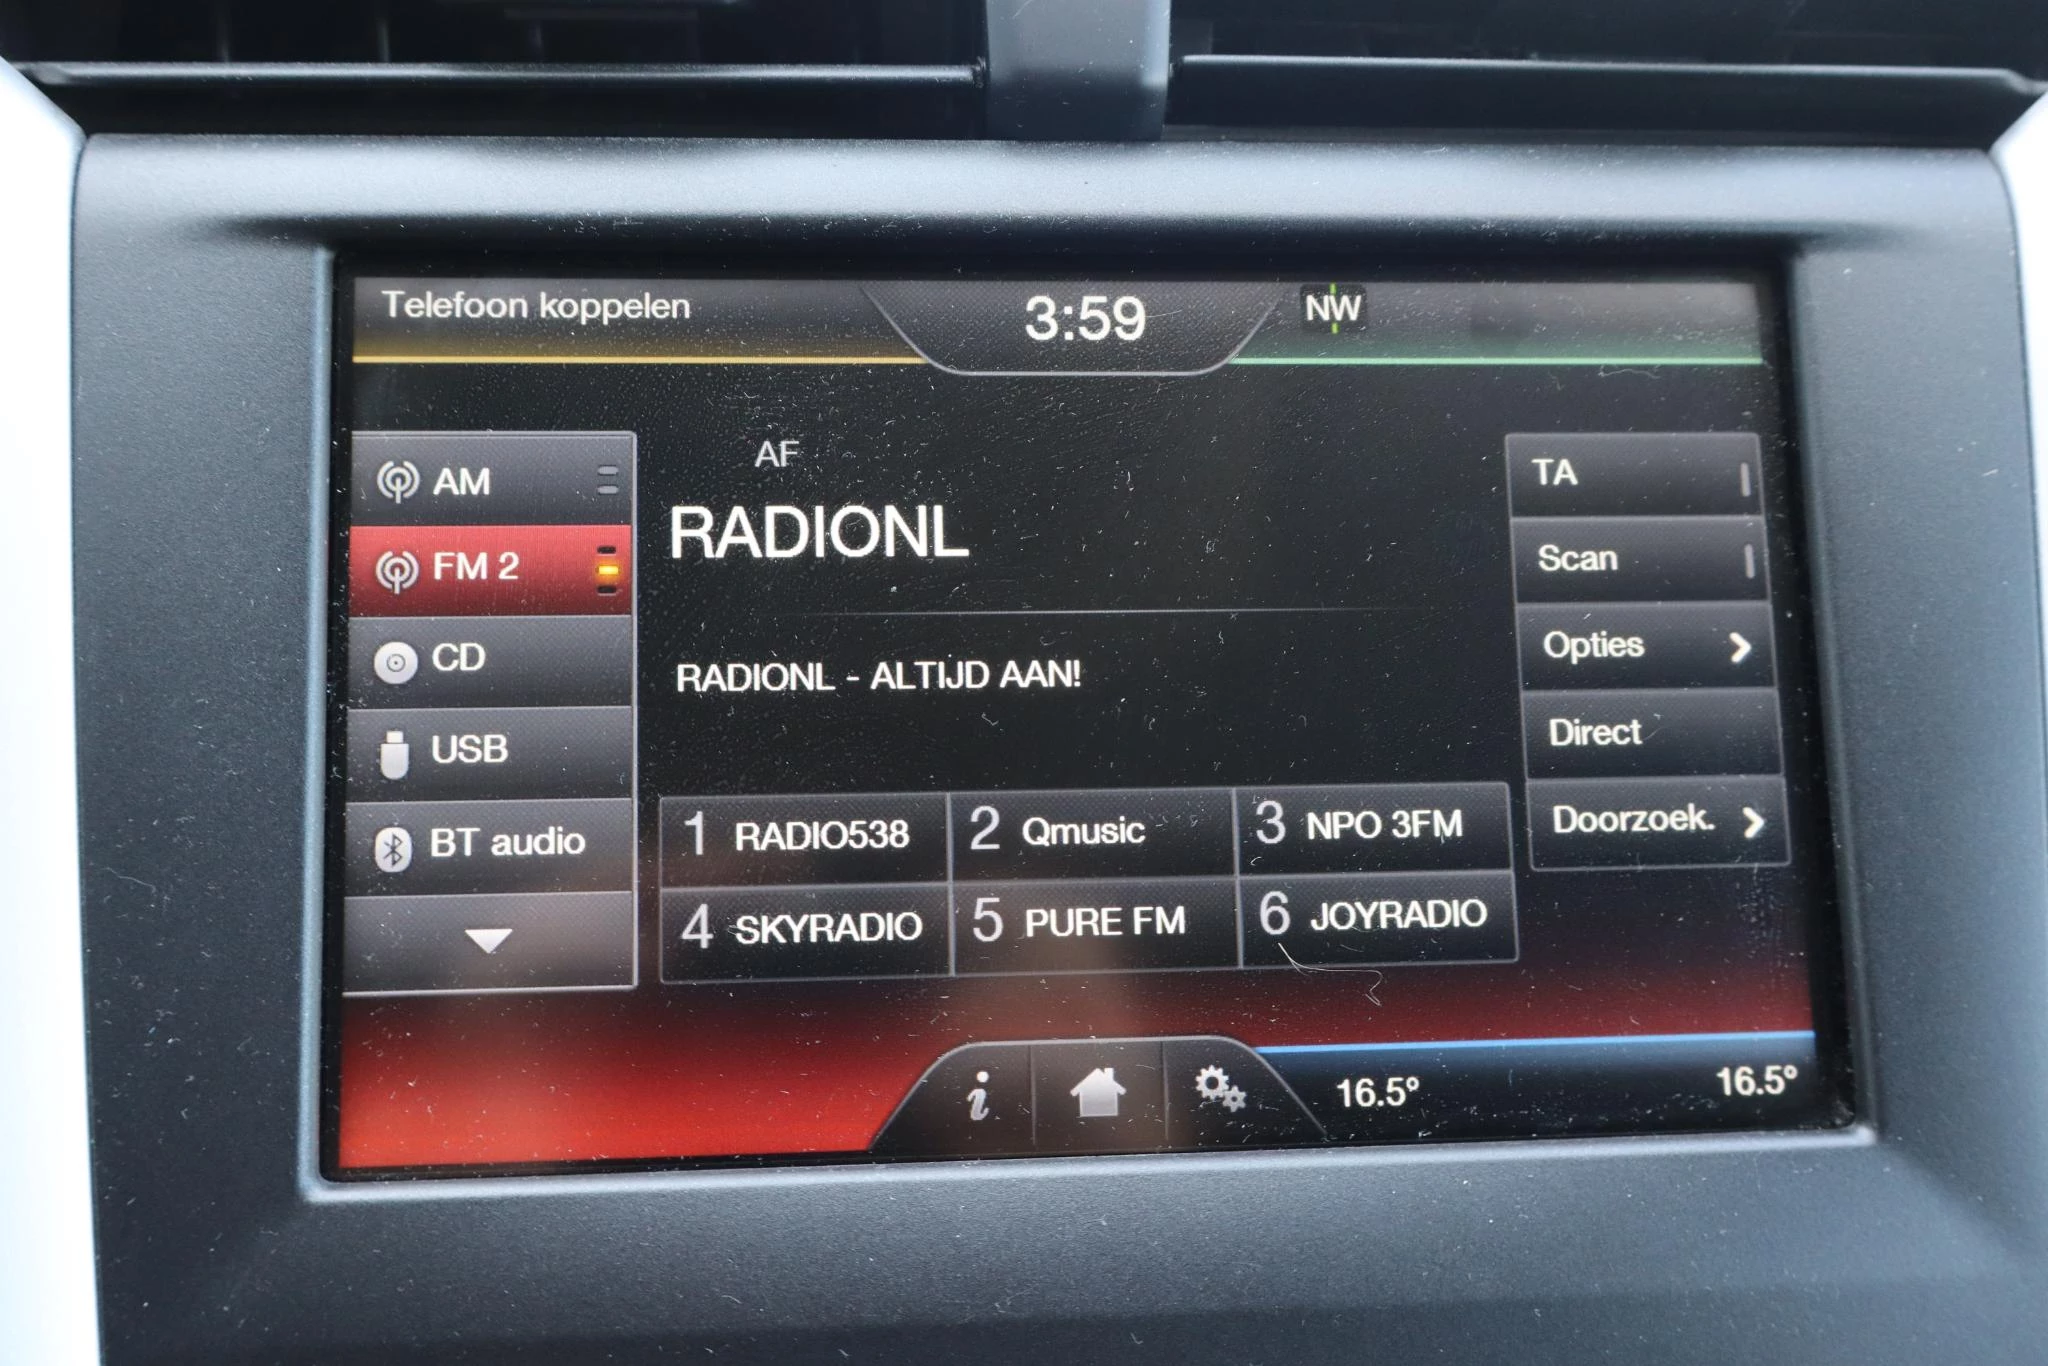 Telefoon koppelen
3:59
NW
AM
FM 2
CD
USB
BT audio
AF
RADIONL
RADIONL - ALTIJD AAN!
1 RADIO538
2 Qmusic
3 NPO 3FM
4 SKYRADIO
5 PURE FM
6 JOYRADIO
TA
Scan
Opties
Direct
Doorzoek.
i
16.5°
16.5°